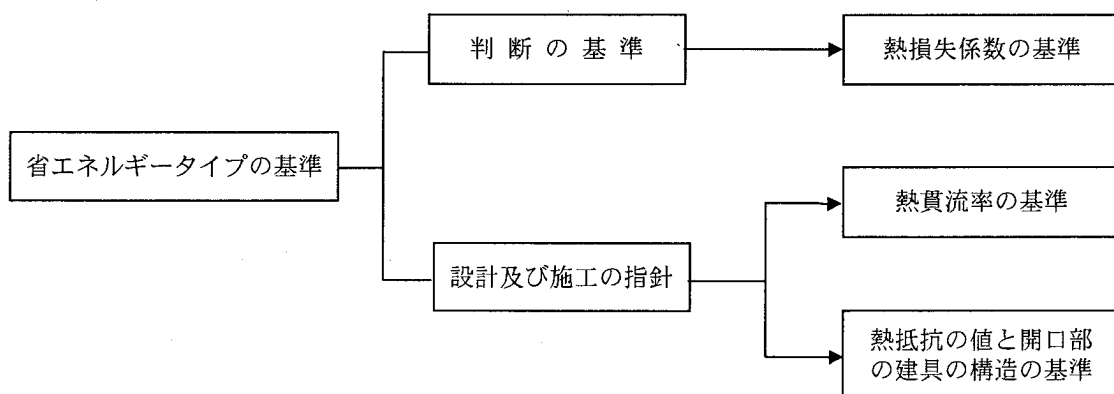 省エネルギータイプの基準
判断の基準
熱損失係数の基準
設計及び施工の指針
熱貫流率の基準
熱抵抗の値と開口部
の建具の構造の基準